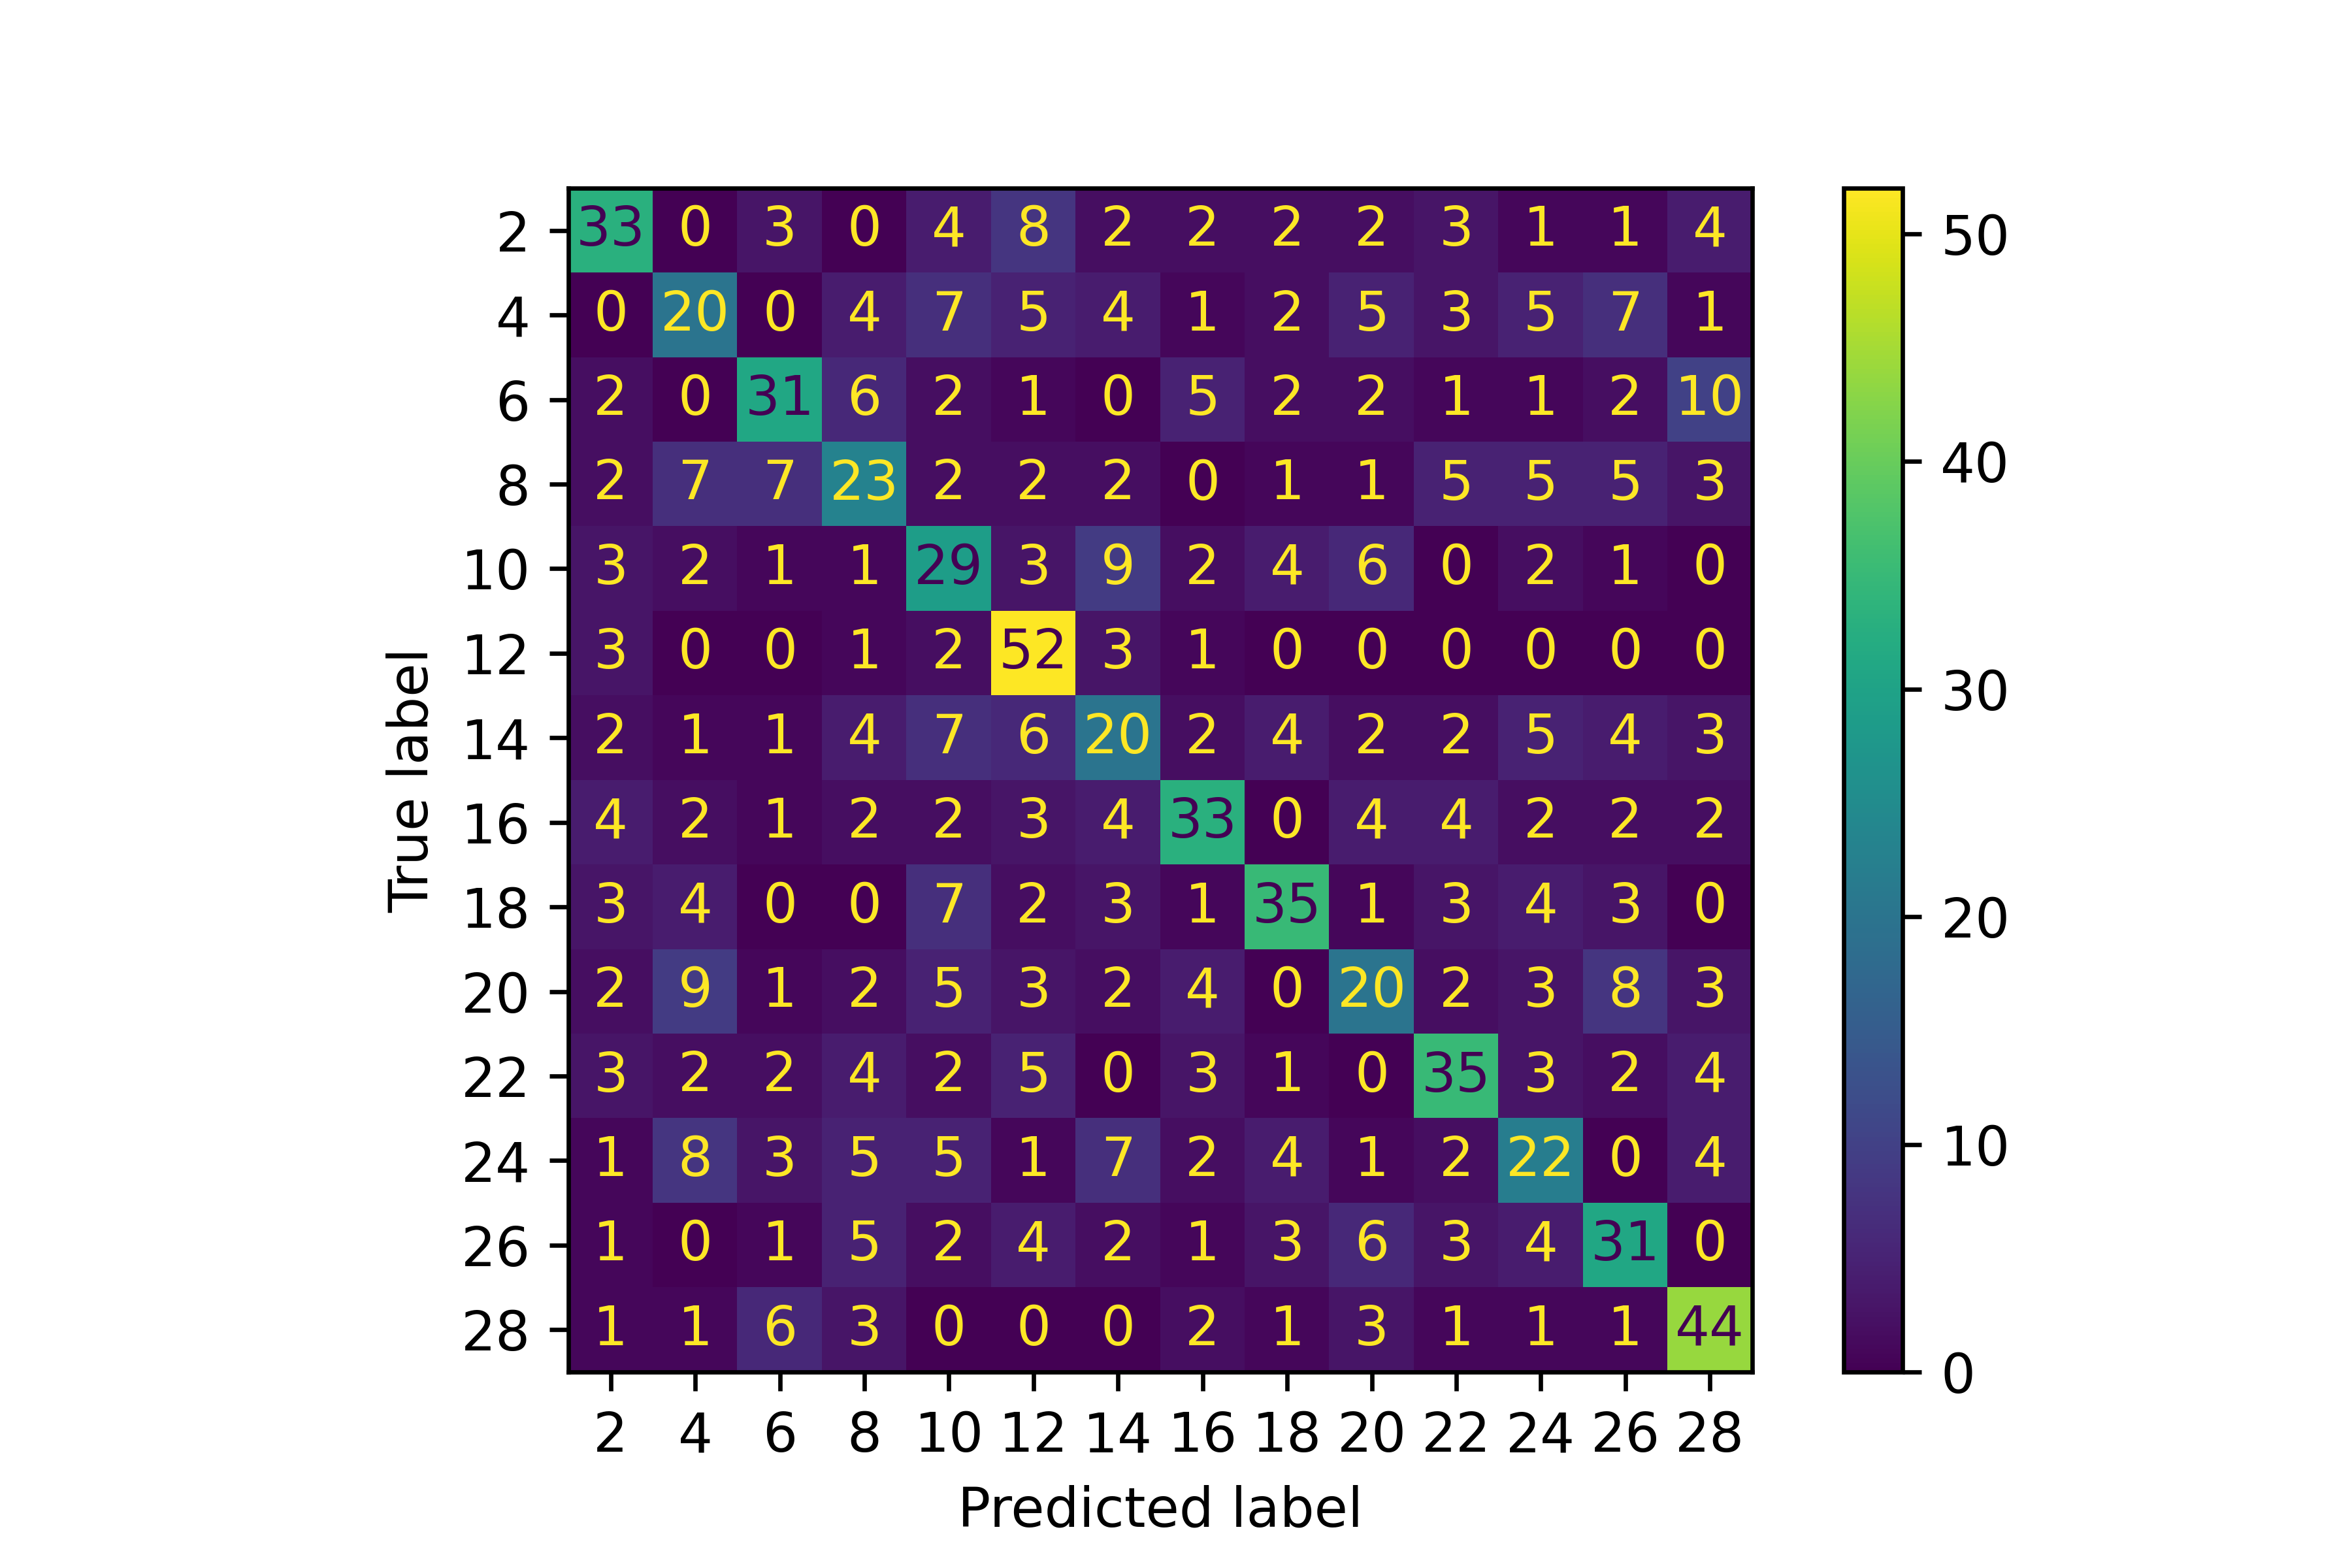 2 33 0 3 0 4 8 2 2 2 2 3 1 1 4
4 0 20 0 4 7 5 4 1 2 5 3 5 7 1
6 2 0 31 6 2 1 0 5 2 2 1 1 2 10
8 2 7 7 23 2 2 2 0 1 1 5 5 5 3
10 3 2 1 1 29 3 9 2 4 6 0 2 1 0
12 3 0 0 1 2 52 3 1 0 0 0 0 0 0
14 2 1 1 4 7 6 20 2 4 2 2 5 4 3
16 4 2 1 2 2 3 4 33 0 4 4 2 2 2
18 3 4 0 0 7 2 3 1 35 1 3 4 3 0
20 2 9 1 2 5 3 2 4 0 20 2 3 8 3
22 3 2 2 4 2 5 0 3 1 0 35 3 2 4
24 1 8 3 5 5 1 7 2 4 1 2 22 0 4
26 1 0 1 5 2 4 2 1 3 6 3 4 31 0
28 1 1 6 3 0 0 0 2 1 3 1 1 1 44
2 4 6 8 10 12 14 16 18 20 22 24 26 28
Predicted label
True label
50
40
30
20
10
0